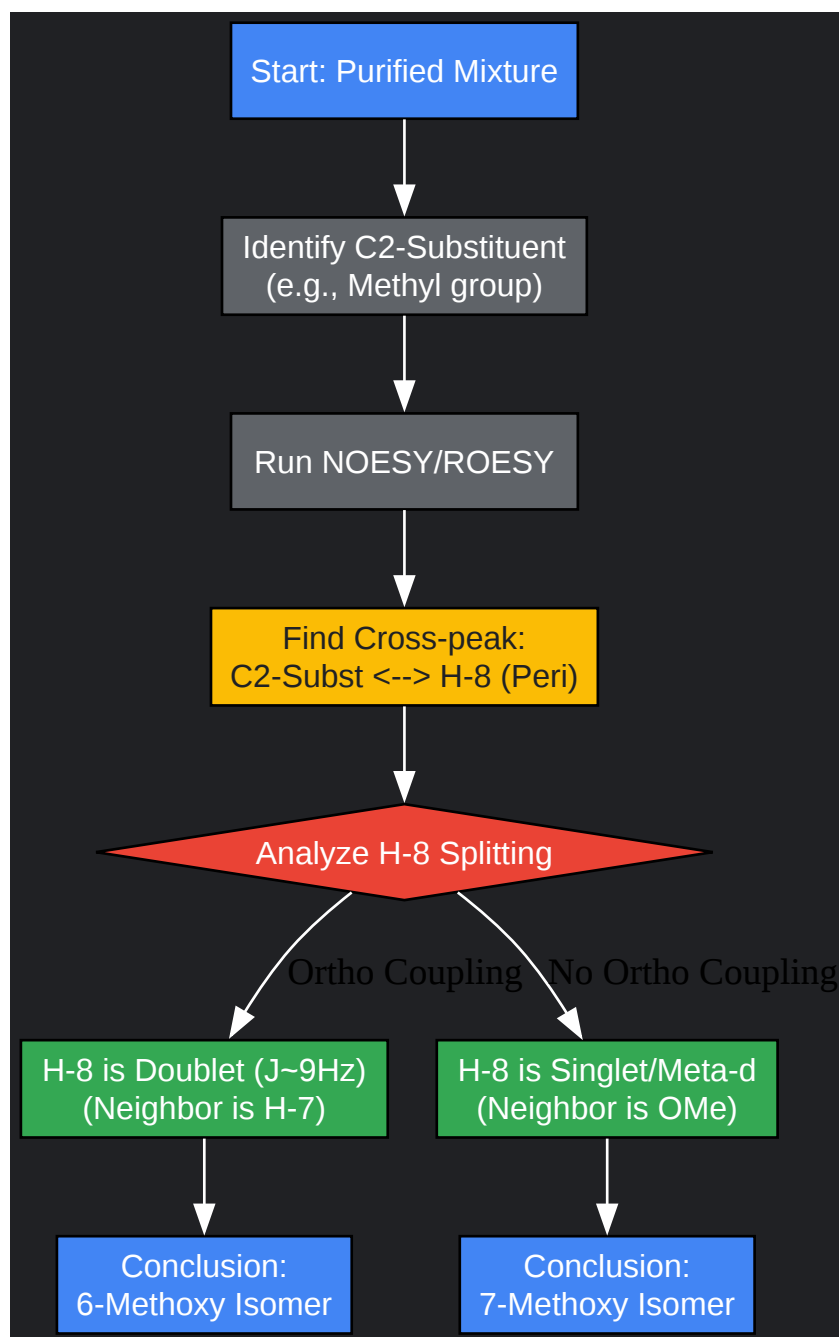 Start: Purified Mixture
Identify C2-Substituent
(e.g., Methyl group)
Run NOESY/ROESY
Find Cross-peak:
C2-Subst <--> H-8 (Peri)
Analyze H-8 Splitting
Ortho Coupling
No Ortho Coupling
H-8 is Doublet (J~9Hz)
(Neighbor is H-7)
H-8 is Singlet/Meta-d
(Neighbor is OMe)
Conclusion:
6-Methoxy Isomer
Conclusion:
7-Methoxy Isomer